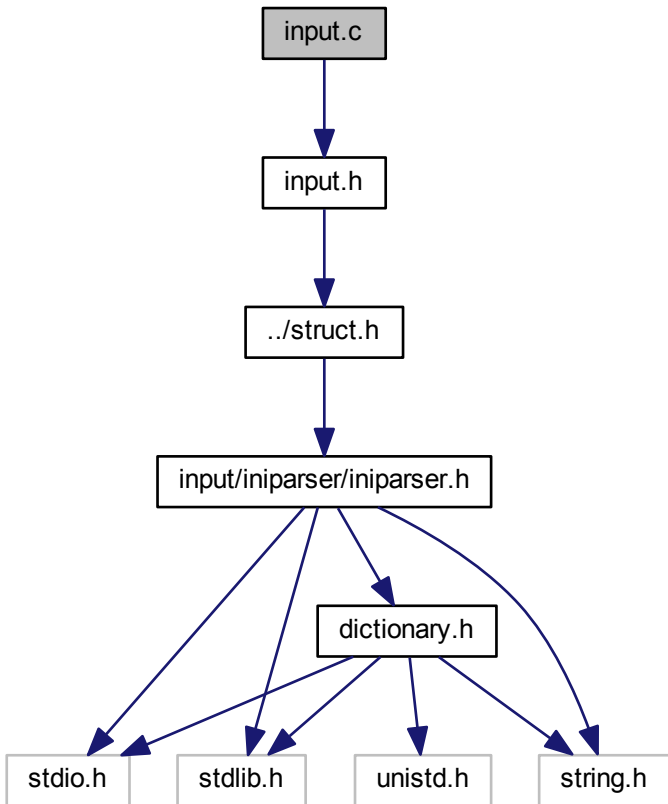 input.c
input.h
../struct.h
input/iniparser/iniparser.h
dictionary.h
stdio.h
stdlib.h
unistd.h
string.h